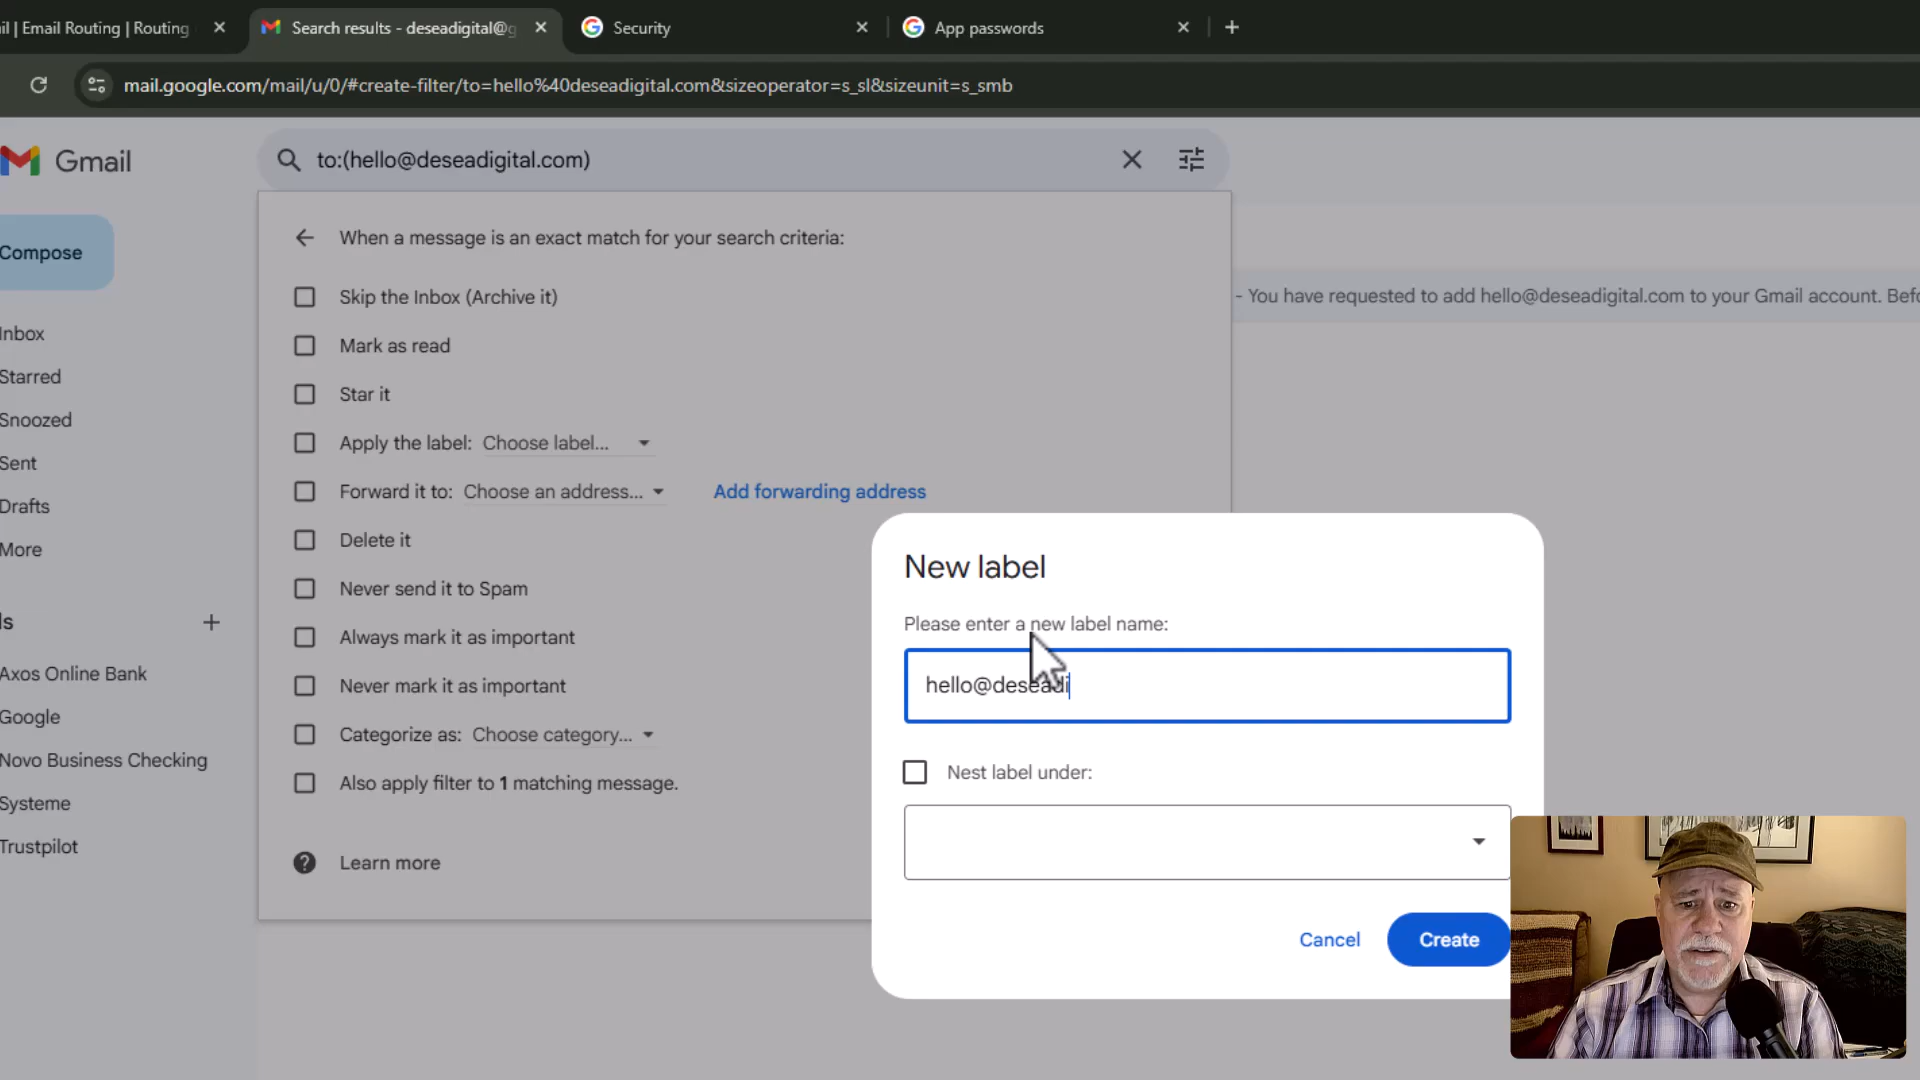 il | Email Routing | Routing
Search results - deseadigital@g
Security
App passwords
mail.google.com/mail/u/0/#create-filter/to=hello%40deseadigital.com&sizeoperator=s_sl&sizeunit=s_smb
Gmail
to:(hello@deseadigital.com)
Compose
When a message is an exact match for your search criteria:
Skip the Inbox (Archive it)
- You have requested to add hello@deseadigital.com to your Gmail account. Befo
Inbox
Mark as read
Starred
Star it
Snoozed
Apply the label: Choose label...
Sent
Forward it to: Choose an address...
Add forwarding address
Drafts
Delete it
More
Never send it to Spam
ls
Always mark it as important
Axos Online Bank
Never mark it as important
Google
Categorize as: Choose category...
Novo Business Checking
Also apply filter to 1 matching message.
Systeme
Trustpilot
Learn more
New label
Please enter a new label name:
hello@deseadi
Nest label under:
Cancel
Create